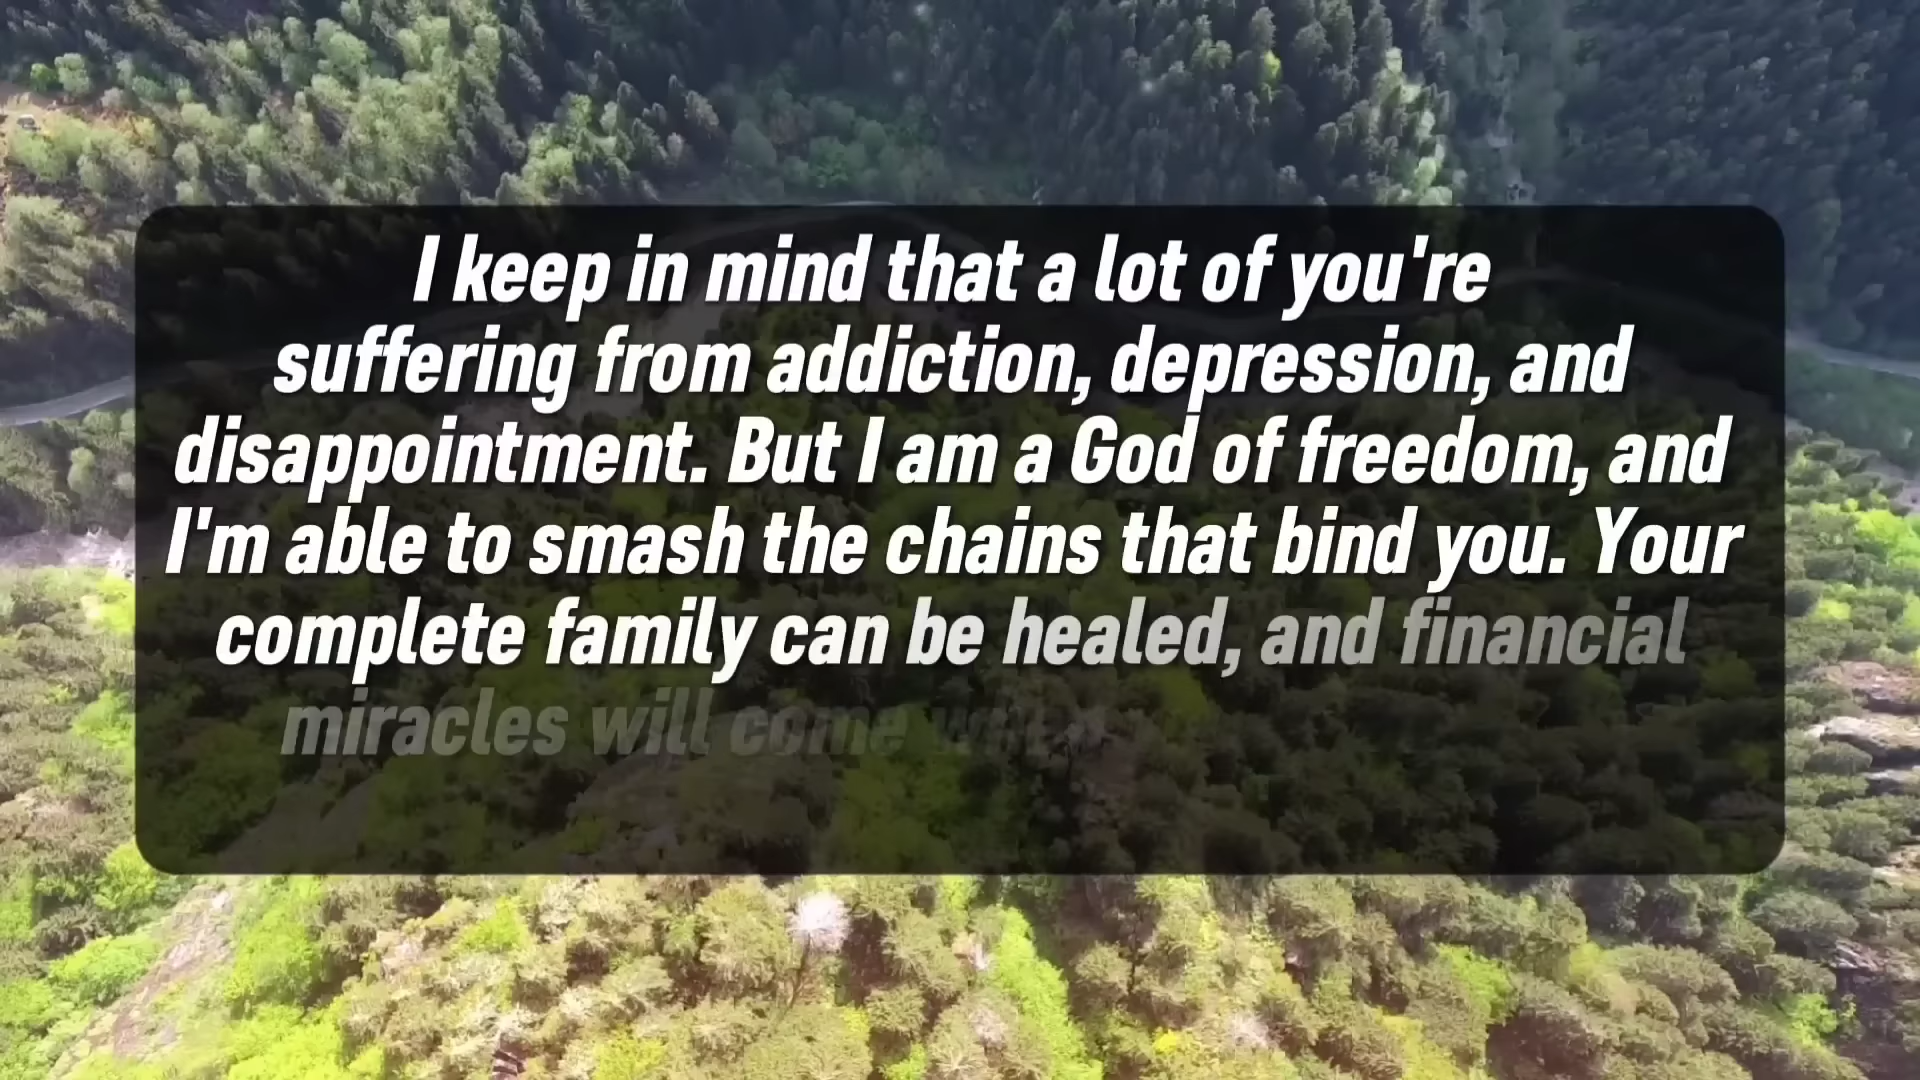 I keep in mind that a lot of you're
suffering from addiction, depression, and
disappointment. But I am a God of freedom, and
I'm able to smash the chains that bind you. Your
complete family can be healed, and financial
miracles will come